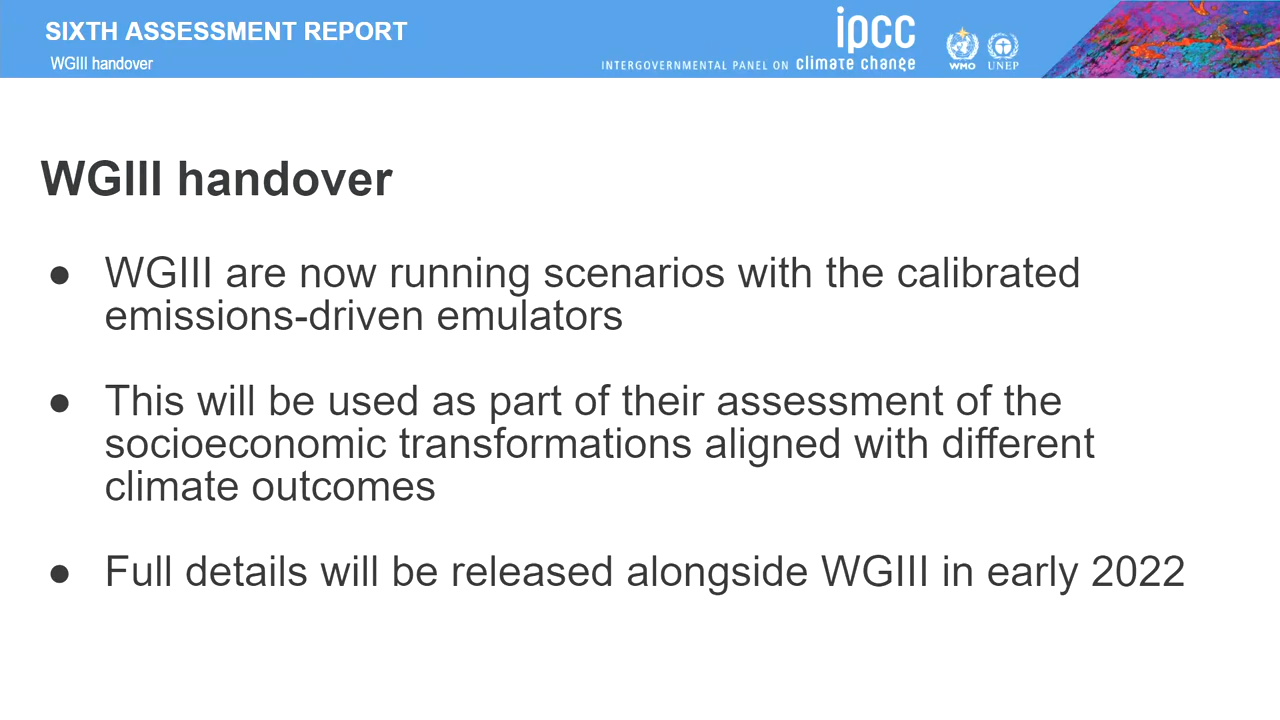 SIXTH ASSESSMENT REPORT
WGIII handover
ipcc
INTERGOVERNMENTAL PANEL ON climate change
WMO
UNEP
WGIII handover
● WGIII are now running scenarios with the calibrated
emissions-driven emulators
● This will be used as part of their assessment of the
socioeconomic transformations aligned with different
climate outcomes
● Full details will be released alongside WGIII in early 2022